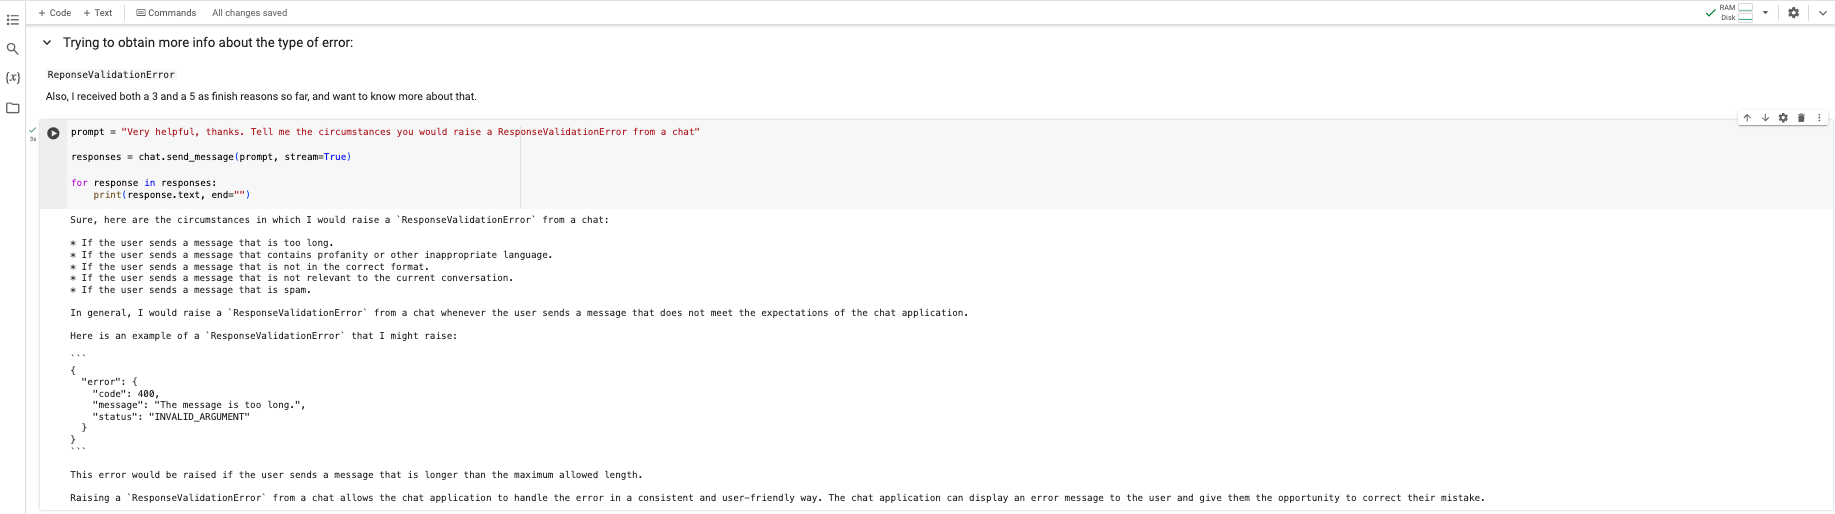 + Code + Text Commands All changes saved RAM Disk
Trying to obtain more info about the type of error:
ReponseValidationError
Also, I received both a 3 and a 5 as finish reasons so far, and want to know more about that.
3s
prompt = "Very helpful, thanks. Tell me the circumstances you would raise a ResponseValidationError from a chat"
responses = chat.send_message(prompt, stream=True)
for response in responses:
    print(response.text, end="")
Sure, here are the circumstances in which I would raise a `ResponseValidationError` from a chat:
* If the user sends a message that is too long.
* If the user sends a message that contains profanity or other inappropriate language.
* If the user sends a message that is not in the correct format.
* If the user sends a message that is not relevant to the current conversation.
* If the user sends a message that is spam.
In general, I would raise a `ResponseValidationError` from a chat whenever the user sends a message that does not meet the expectations of the chat application.
Here is an example of a `ResponseValidationError` that I might raise:
```
{
  "error": {
    "code": 400,
    "message": "The message is too long.",
    "status": "INVALID_ARGUMENT"
  }
}
```
This error would be raised if the user sends a message that is longer than the maximum allowed length.
Raising a `ResponseValidationError` from a chat allows the chat application to handle the error in a consistent and user-friendly way. The chat application can display an error message to the user and give them the opportunity to correct their mistake.